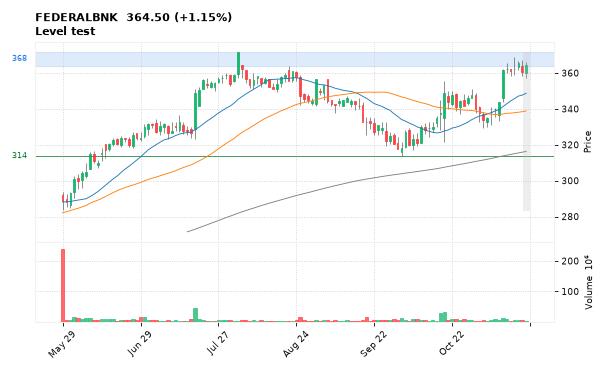 FEDERALBNK 364.50 (+1.15%)
Level test
368
314
360
340
320
300
280
Price
200
100
Volume 10⁶
May 29
Jun 29
Jul 27
Aug 24
Sep 22
Oct 22